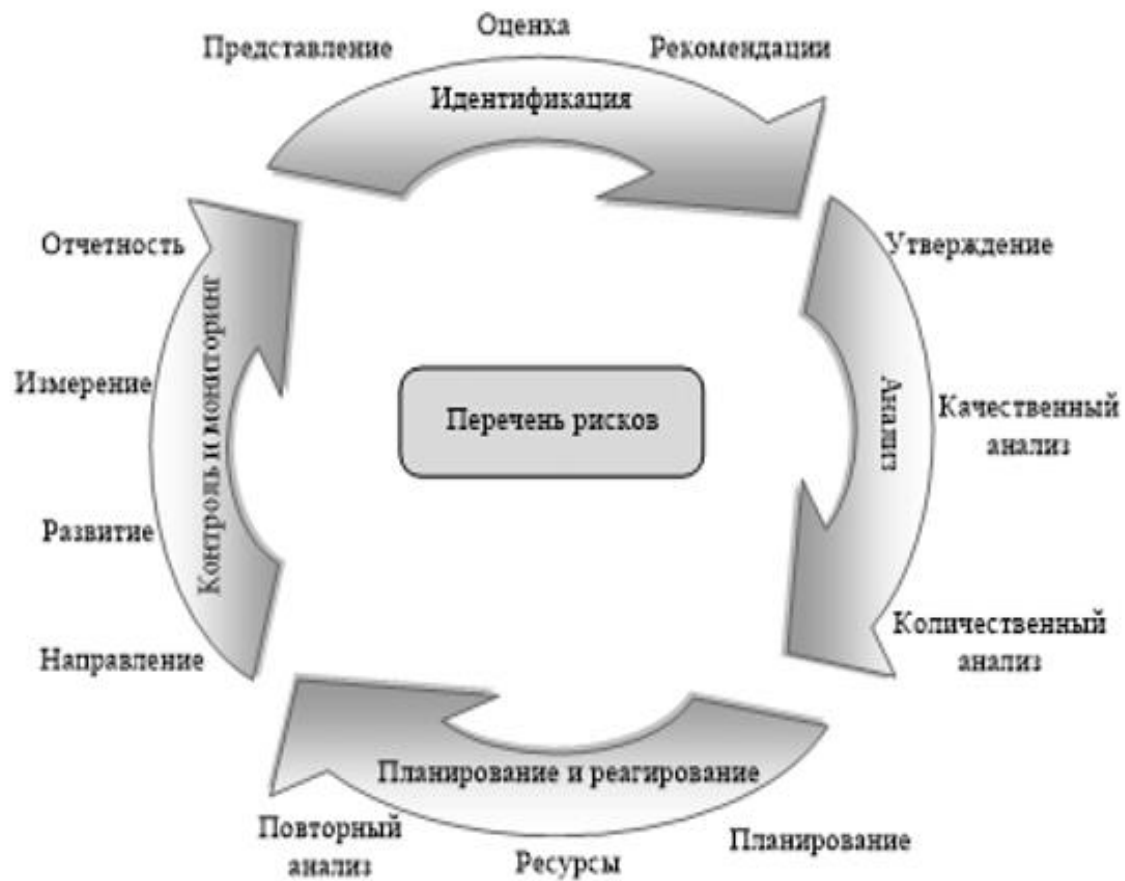 Оценка
Представление
Рекомендации
Идентификация
Отчетность
Утверждение
Измерение
Контроль и мониторинг
Перечень рисков
Анализ
Качественный
анализ
Развитие
Количественный
анализ
Направление
Планирование и реагирование
Повторный
анализ
Ресурсы
Планирование